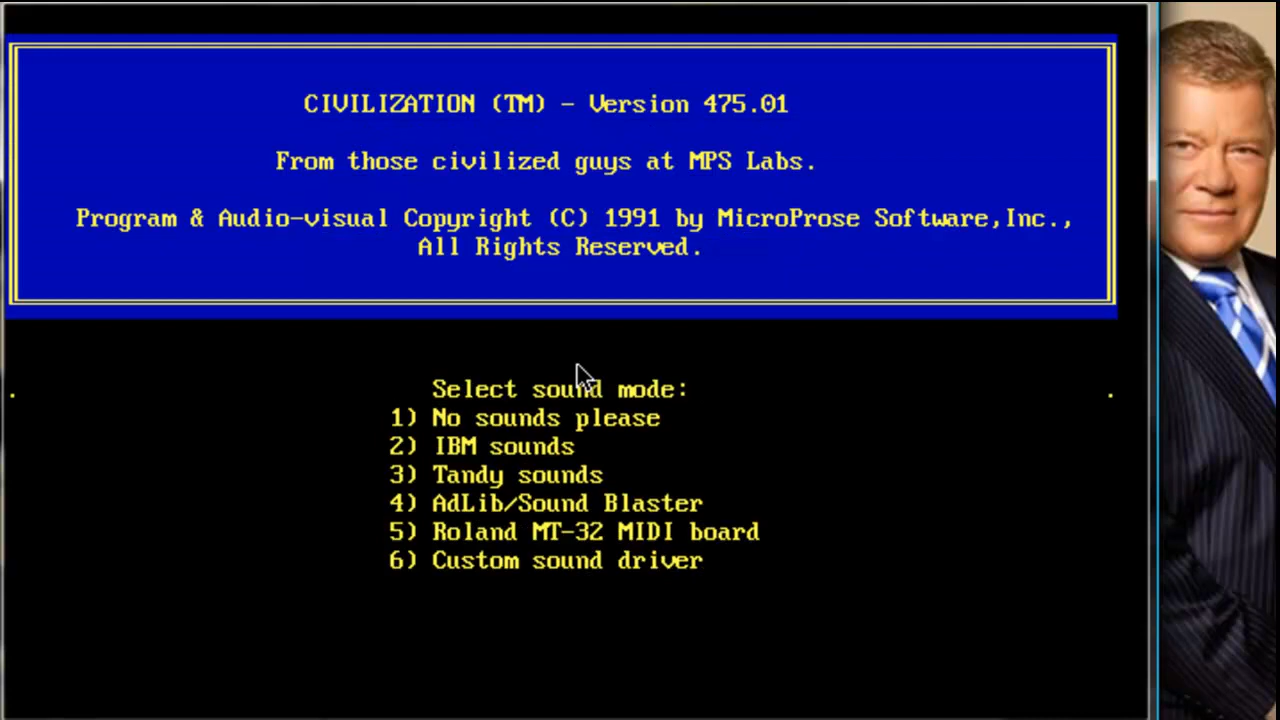 CIVILIZATION (TM) - Version 475.01
From those civilized guys at MPS Labs.
Program & Audio-visual Copyright (C) 1991 by MicroProse Software,Inc.,
All Rights Reserved.
Select sound mode:
1) No sounds please
2) IBM sounds
3) Tandy sounds
4) AdLib/Sound Blaster
5) Roland MT-32 MIDI board
6) Custom sound driver